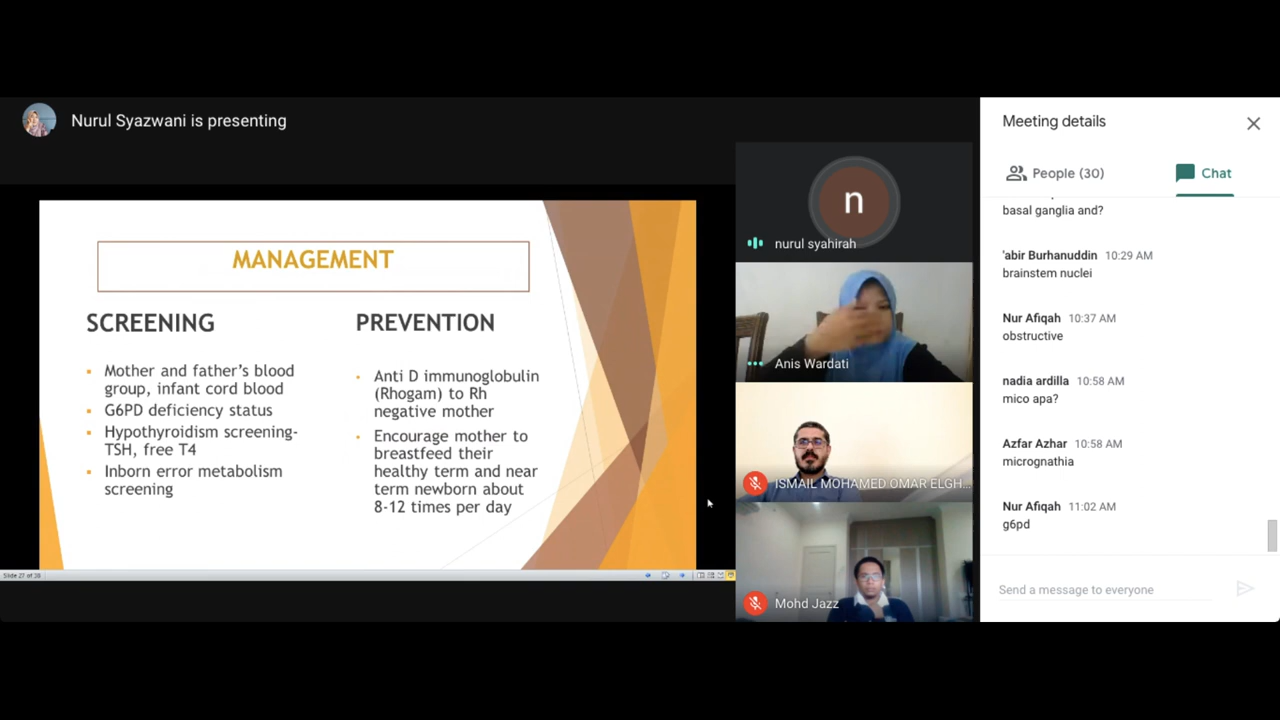 Nurul Syazwani is presenting
MANAGEMENT
SCREENING
Mother and father's blood
group, infant cord blood
G6PD deficiency status
Hypothyroidism screening-
TSH, free T4
Inborn error metabolism
screening
PREVENTION
Anti D immunoglobulin
(Rhogam) to Rh
negative mother
Encourage mother to
breastfeed their
healthy term and near
term newborn about
8-12 times per day
Slide 27 of 38
n
nurul syahirah
Anis Wardati
ISMAIL MOHAMED OMAR ELGH...
Mohd Jazz
Meeting details
People (30)
Chat
basal ganglia and?
'abir Burhanuddin 10:29 AM
brainstem nuclei
Nur Afiqah 10:37 AM
obstructive
nadia ardilla 10:58 AM
mico apa?
Azfar Azhar 10:58 AM
micrognathia
Nur Afiqah 11:02 AM
g6pd
Send a message to everyone